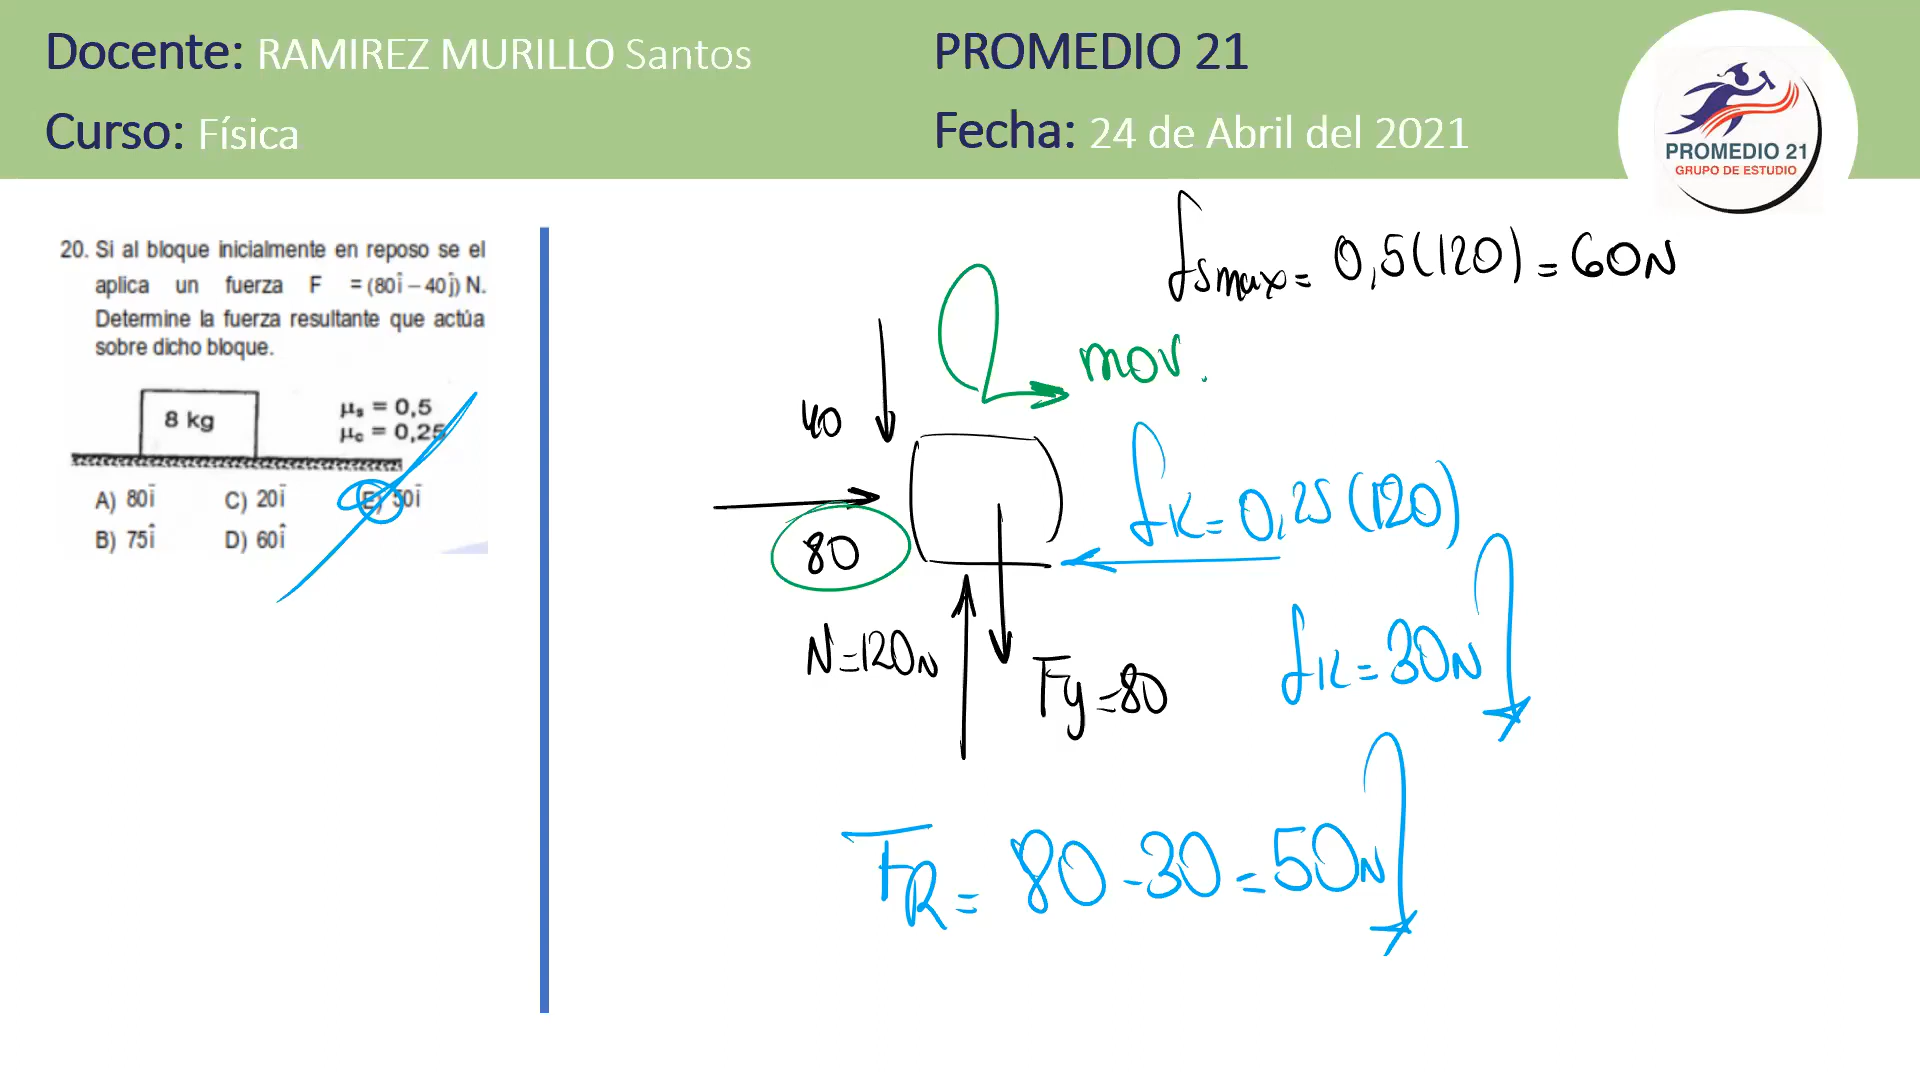 Docente: RAMIREZ MURILLO Santos
Curso: Física
PROMEDIO 21
Fecha: 24 de Abril del 2021
PROMEDIO 21
GRUPO DE ESTUDIO
20. Si al bloque inicialmente en reposo se el
aplica un fuerza F = (80î – 40ĵ) N.
Determine la fuerza resultante que actúa
sobre dicho bloque.
8 kg
μs = 0,5
μc = 0,25
A) 80î C) 20î E) 50î
B) 75î D) 60î
fsmax = 0,5(120) = 60N
mov.
40
80
fK = 0,25(120)
N = 120N
Fy = 80
fK = 30N
FR = 80 - 30 = 50N